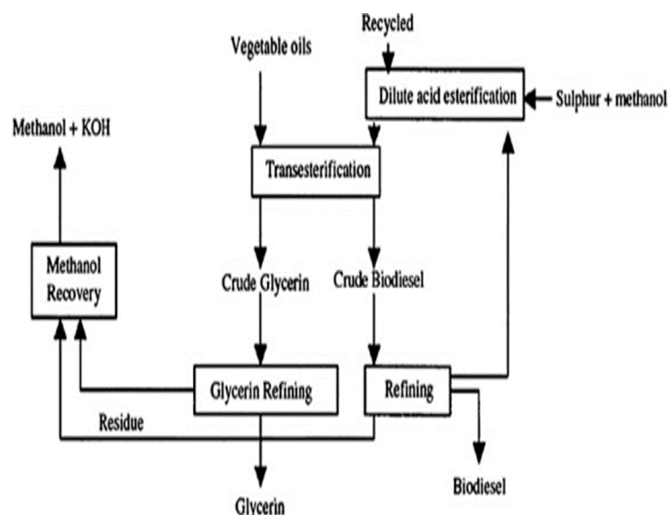 Recycled
Vegetable oils
Dilute acid esterification
Sulphur + methanol
Methanol + KOH
Transesterification
Methanol
Recovery
Crude Glycerin
Crude Biodiesel
Glycerin Refining
Refining
Residue
Biodiesel
Glycerin